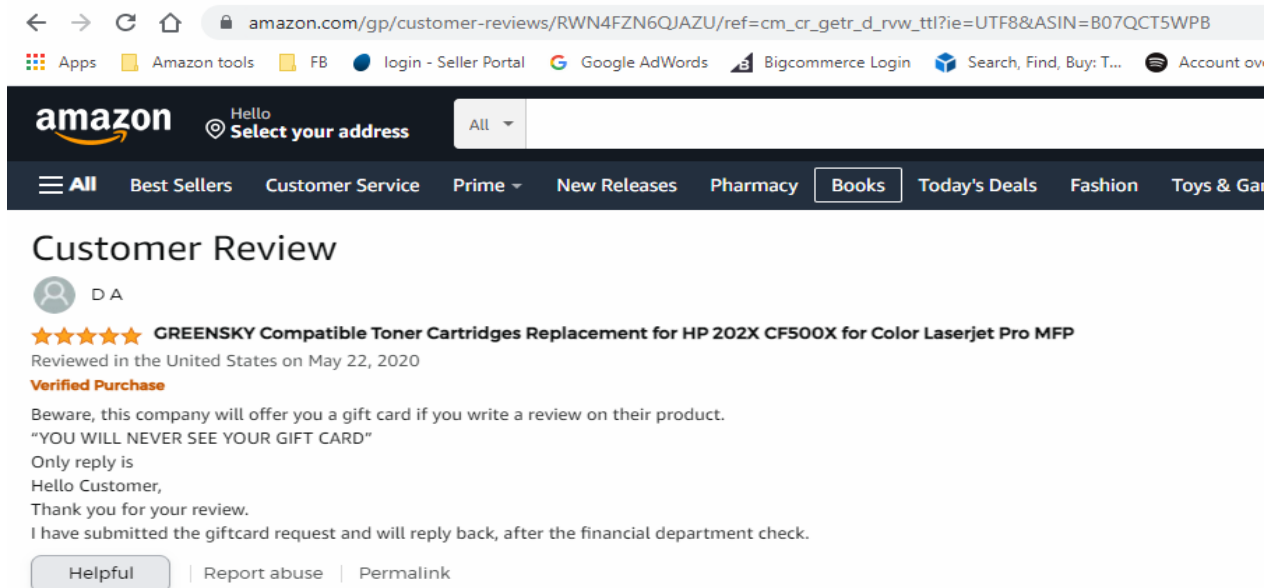 amazon.com/gp/customer-reviews/RWN4FZN6QJAZU/ref=cm_cr_getr_d_rvw_ttl?ie=UTF8&ASIN=B07QCT5WPB
Apps Amazon tools FB login - Seller Portal Google AdWords Bigcommerce Login Search, Find, Buy: T... Account ov
amazon Hello Select your address All
All Best Sellers Customer Service Prime New Releases Pharmacy Books Today's Deals Fashion Toys & Ga
Customer Review
D A
GREENSKY Compatible Toner Cartridges Replacement for HP 202X CF500X for Color Laserjet Pro MFP
Reviewed in the United States on May 22, 2020
Verified Purchase
Beware, this company will offer you a gift card if you write a review on their product.
“YOU WILL NEVER SEE YOUR GIFT CARD”
Only reply is
Hello Customer,
Thank you for your review.
I have submitted the giftcard request and will reply back, after the financial department check.
Helpful | Report abuse | Permalink